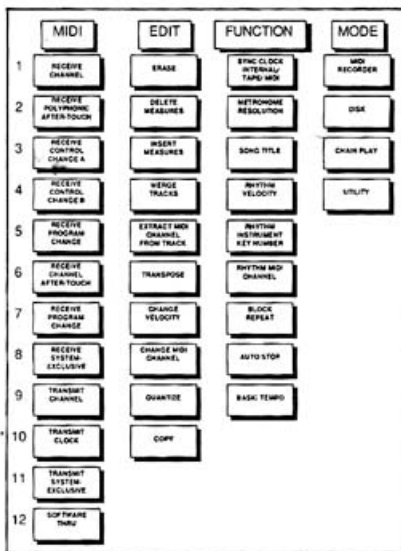 MIDI EDIT FUNCTION MODE
1
RECEIVE
CHANNEL
ERASE
SYNC CLOCK
INTERNAL/
TAPE/MIDI
MIDI
RECORDER
2
RECEIVE
POLYPHONIC
AFTER-TOUCH
DELETE
MEASURES
METRONOME
RESOLUTION
DISK
3
RECEIVE
CONTROL
CHANGE A
INSERT
MEASURES
SONG TITLE
CHAIN PLAY
4
RECEIVE
CONTROL
CHANGE B
MERGE
TRACKS
RHYTHM
VELOCITY
UTILITY
5
RECEIVE
PROGRAM
CHANGE
EXTRACT MIDI
CHANNEL
FROM TRACK
RHYTHM
INSTRUMENT
KEY NUMBER
6
RECEIVE
CHANNEL
AFTER-TOUCH
TRANSPOSE
RHYTHM MIDI
CHANNEL
7
RECEIVE
PROGRAM
CHANGE
CHANGE
VELOCITY
BLOCK
REPEAT
8
RECEIVE
SYSTEM-
EXCLUSIVE
CHANGE MIDI
CHANNEL
AUTO STOP
9
TRANSMIT
CHANNEL
QUANTIZE
BASIC TEMPO
10
TRANSMIT
CLOCK
COPY
11
TRANSMIT
SYSTEM-
EXCLUSIVE
12
SOFTWARE
THRU